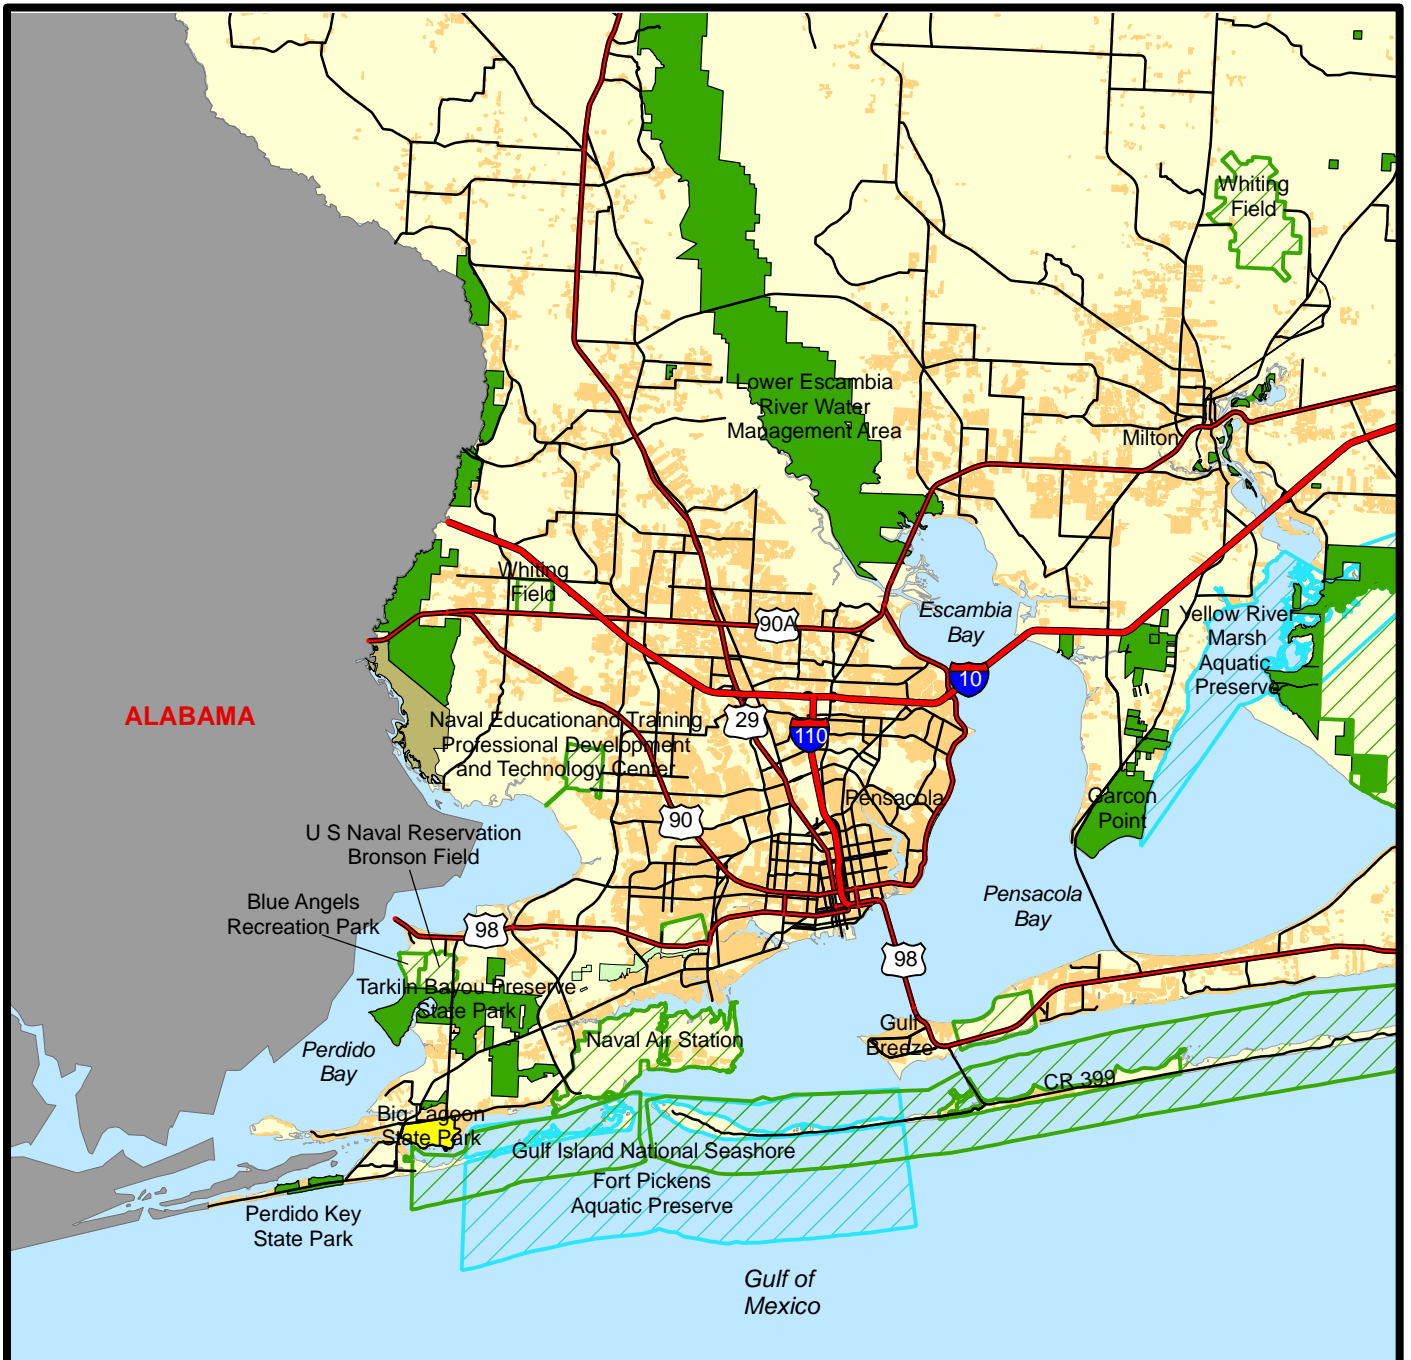 Whiting
Field
Lower Escambia
River Water
Management Area
Milton
Whiting
Field
90A
Escambia
Bay
Yellow River
Marsh
Aquatic
Preserve
10
ALABAMA
Naval Educationand Training
Professional Development
and Technology Center
29
110
Pensacola
Garcon
Point
90
U S Naval Reservation
Bronson Field
Blue Angels
Recreation Park
98
Pensacola
Bay
98
Tarkiln Bayou Preserve
State Park
Naval Air Station
Gulf
Breeze
Perdido
Bay
CR 399
Big Lagoon
State Park
Gulf Island National Seashore
Fort Pickens
Aquatic Preserve
Perdido Key
State Park
Gulf of
Mexico